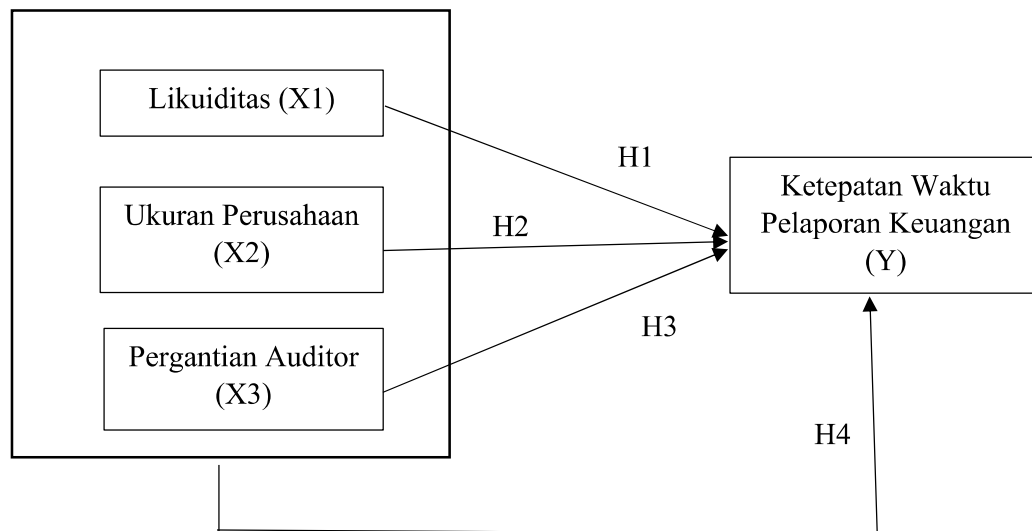 Likuiditas (X1)
H1
Ukuran Perusahaan
(X2)
H2
Ketepatan Waktu
Pelaporan Keuangan
(Y)
Pergantian Auditor
(X3)
H3
H4